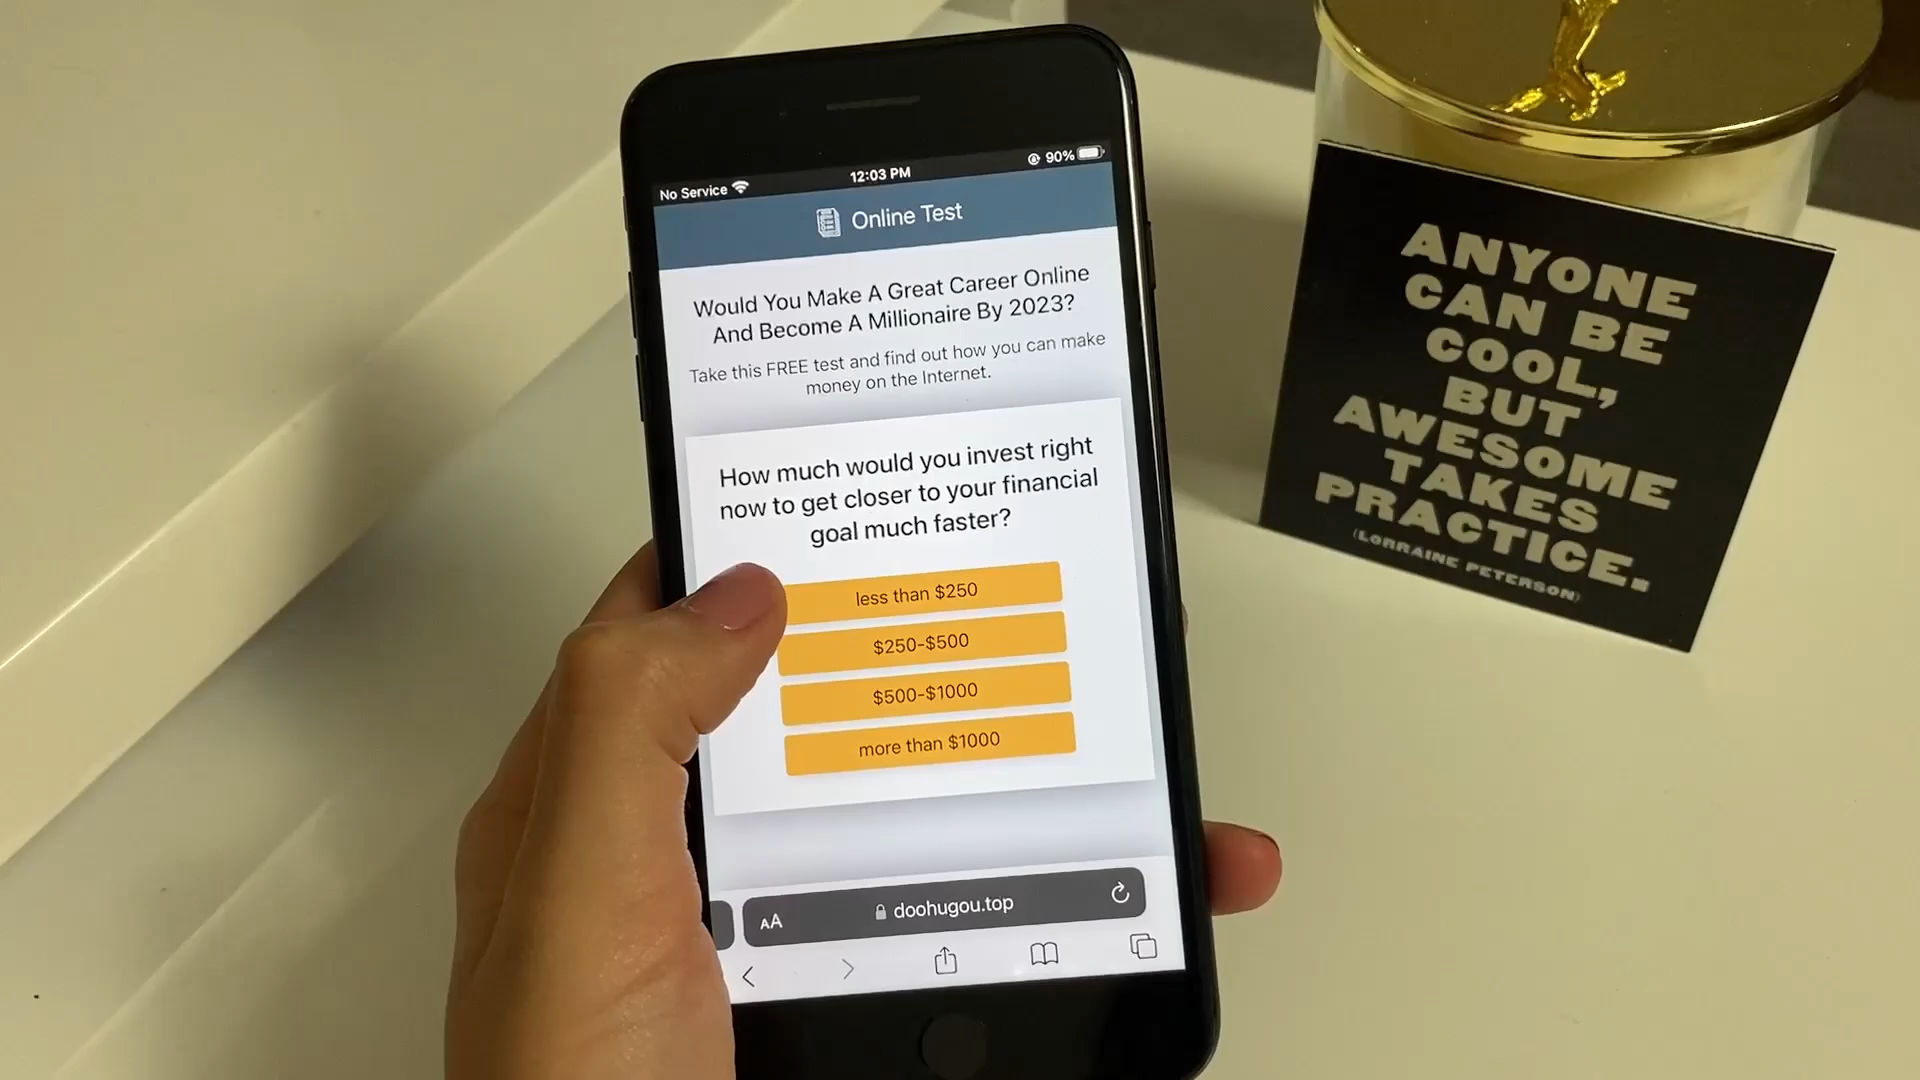 No Service
12:03 PM
90%
Online Test
Would You Make A Great Career Online
And Become A Millionaire By 2023?
Take this FREE test and find out how you can make
money on the Internet.
How much would you invest right
now to get closer to your financial
goal much faster?
less than $250
$250-$500
$500-$1000
more than $1000
AA
doohugou.top
ANYONE
CAN BE
COOL,
BUT
AWESOME
TAKES
PRACTICE.
(LORRAINE PETERSON)